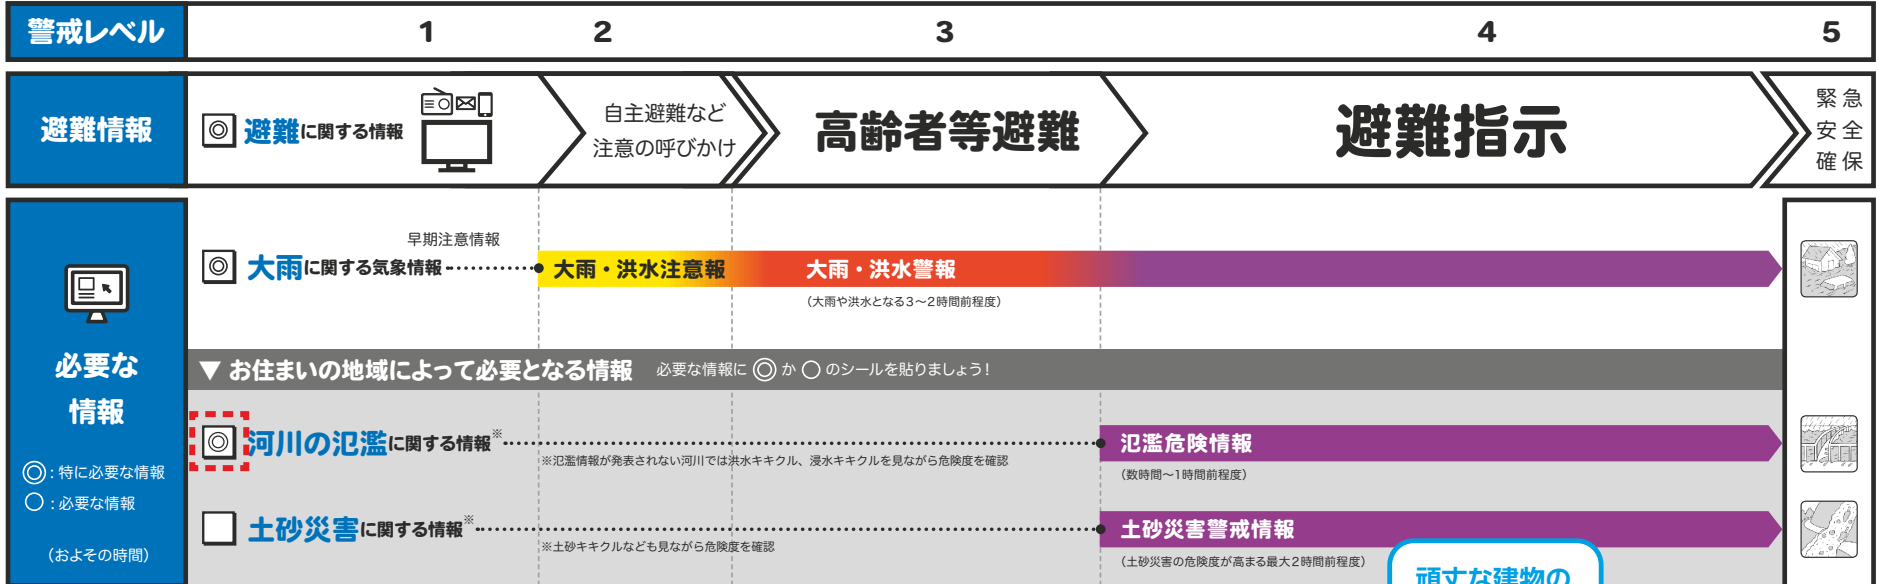 警戒レベル 1 2 3 4 5
避難情報
◎ 避難に関する情報
自主避難など
注意の呼びかけ
高齢者等避難
避難指示
緊急
安全
確保
必要な
情報
◎：特に必要な情報
○：必要な情報
（およその時間）
早期注意情報
◎ 大雨に関する気象情報
大雨・洪水注意報
大雨・洪水警報
（大雨や洪水となる3～2時間前程度）
▼ お住まいの地域によって必要となる情報 必要な情報に ◎ か ○ のシールを貼りましょう！
◎ 河川の氾濫に関する情報※
※氾濫情報が発表されない河川では洪水キキクル、浸水キキクルを見ながら危険度を確認
氾濫危険情報
（数時間～1時間前程度）
土砂災害に関する情報※
※土砂キキクルなども見ながら危険度を確認
土砂災害警戒情報
（土砂災害の危険度が高まる最大2時間前程度）
頑丈な建物の